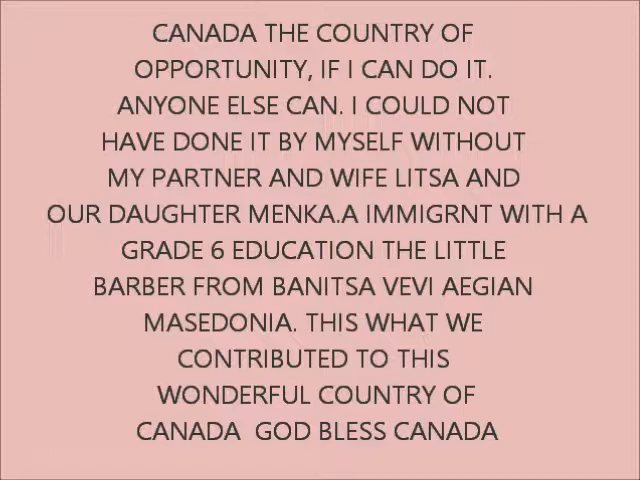 CANADA THE COUNTRY OF
OPPORTUNITY, IF I CAN DO IT.
ANYONE ELSE CAN. I COULD NOT
HAVE DONE IT BY MYSELF WITHOUT
MY PARTNER AND WIFE LITSA AND
OUR DAUGHTER MENKA.A IMMIGRNT WITH A
GRADE 6 EDUCATION THE LITTLE
BARBER FROM BANITSA VEVI AEGIAN
MASEDONIA. THIS WHAT WE
CONTRIBUTED TO THIS
WONDERFUL COUNTRY OF
CANADA  GOD BLESS CANADA